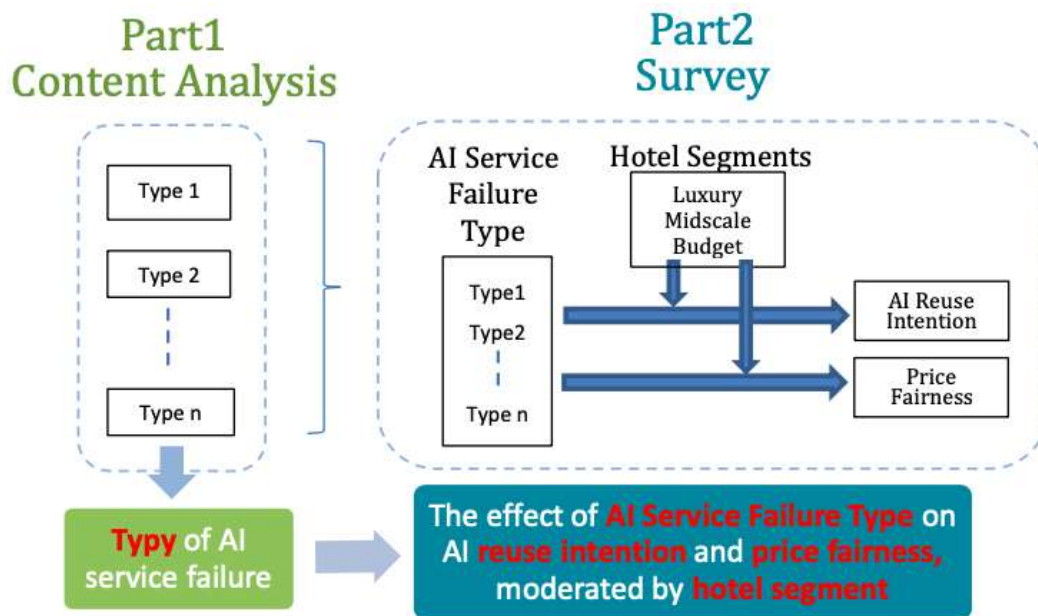 Part1
Content Analysis
Type 1
Type 2
Type n
Typy of AI
service failure
Part2
Survey
AI Service
Failure
Type
Type1
Type2
Type n
Hotel Segments
Luxury
Midscale
Budget
AI Reuse
Intention
Price
Fairness
The effect of AI Service Failure Type on
AI reuse intention and price fairness,
moderated by hotel segment